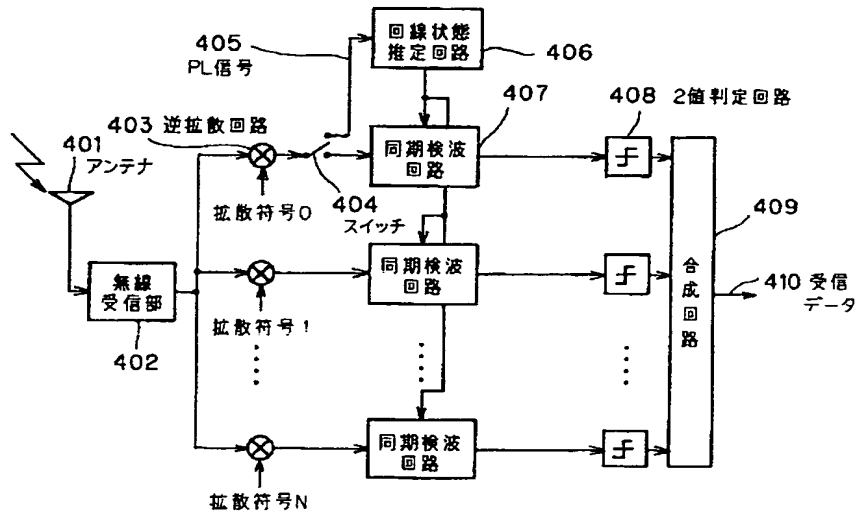 405
PL信号
回線状態
推定回路
406
407
403 逆拡散回路
408 2値判定回路
401
アンテナ
同期検波
回路
拡散符号0
404
スイッチ
409
無線
受信部
402
同期検波
回路
拡散符号1
合成回路
410 受信
データ
同期検波
回路
拡散符号N